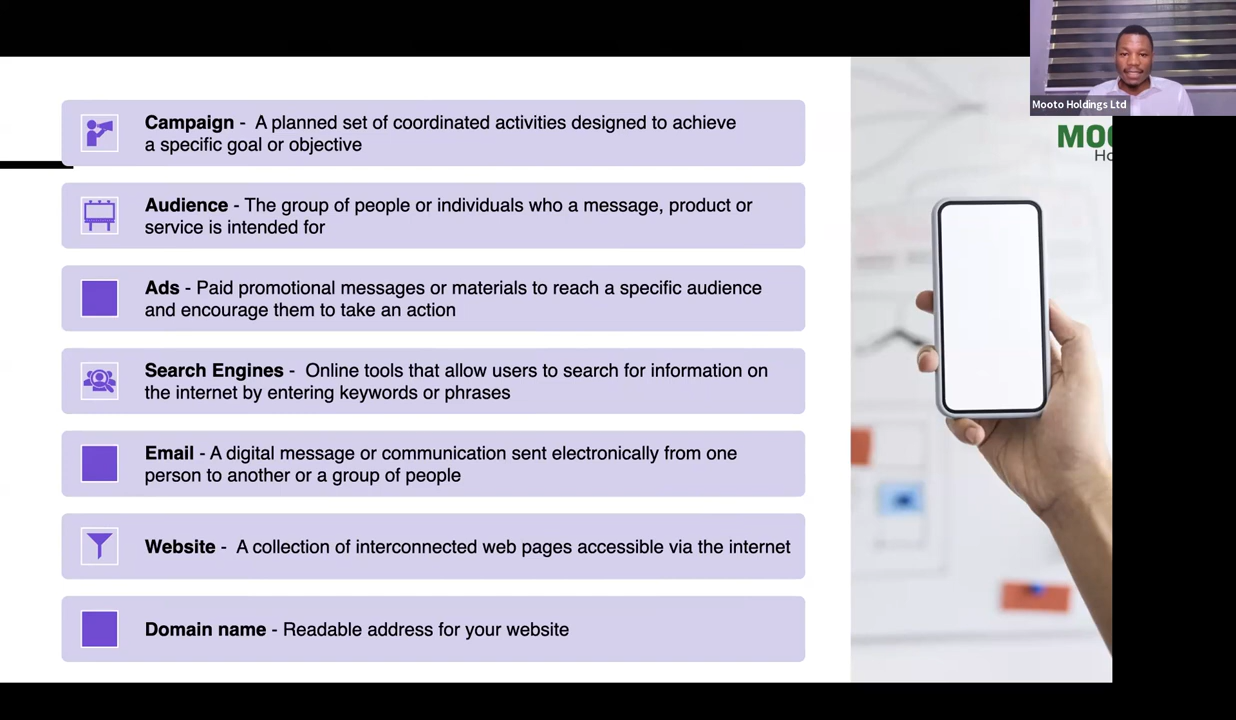 Campaign -  A planned set of coordinated activities designed to achieve
a specific goal or objective
Audience - The group of people or individuals who a message, product or
service is intended for
Ads - Paid promotional messages or materials to reach a specific audience
and encourage them to take an action
Search Engines -  Online tools that allow users to search for information on
the internet by entering keywords or phrases
Email - A digital message or communication sent electronically from one
person to another or a group of people
Website -  A collection of interconnected web pages accessible via the internet
Domain name - Readable address for your website
Mooto Holdings Ltd